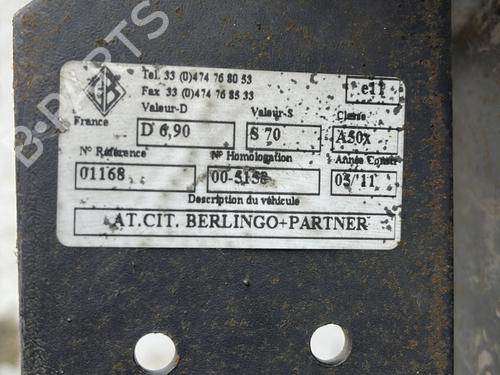 Tel. 33 (0)474 76 80 53
Fax 33 (0)474 76 85 33
e11
France
Valeur-D
Valeur-S
Classe
D 6,90
S 70
A50x
N° Référence
N° Homologation
Année Constr
01168
00-5158
05/ 11
Description du véhicule
AT.CIT. BERLINGO+PARTNER
B-PARTS